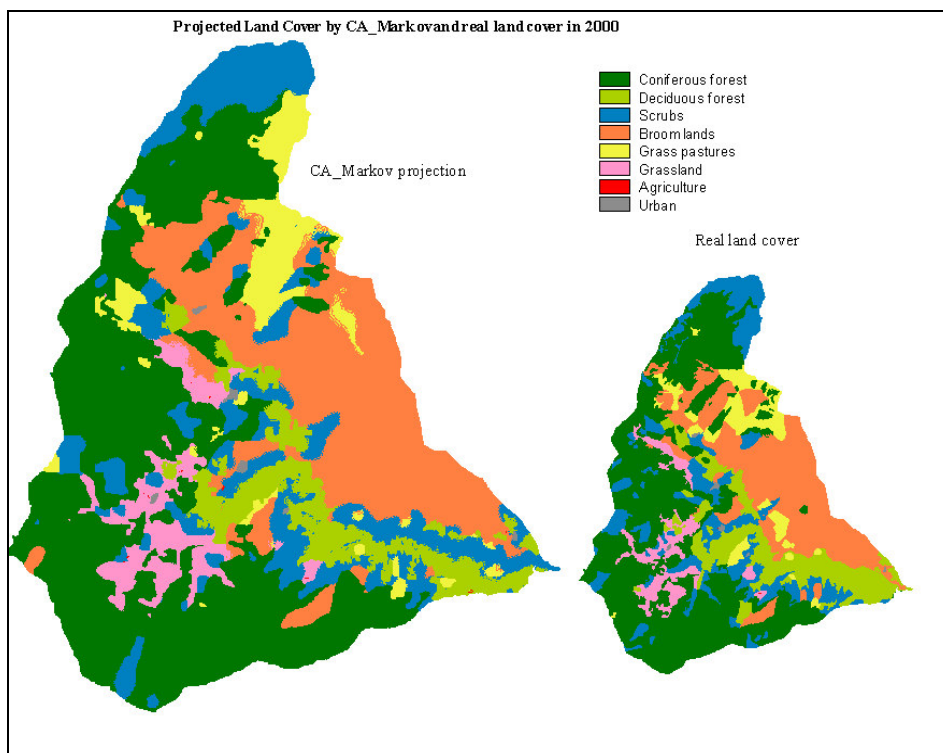 Projected Land Cover by CA_Markovand real land cover in 2000
Coniferous forest
Deciduous forest
Scrubs
Broom lands
Grass pastures
Grassland
Agriculture
Urban
CA_Markov projection
Real land cover